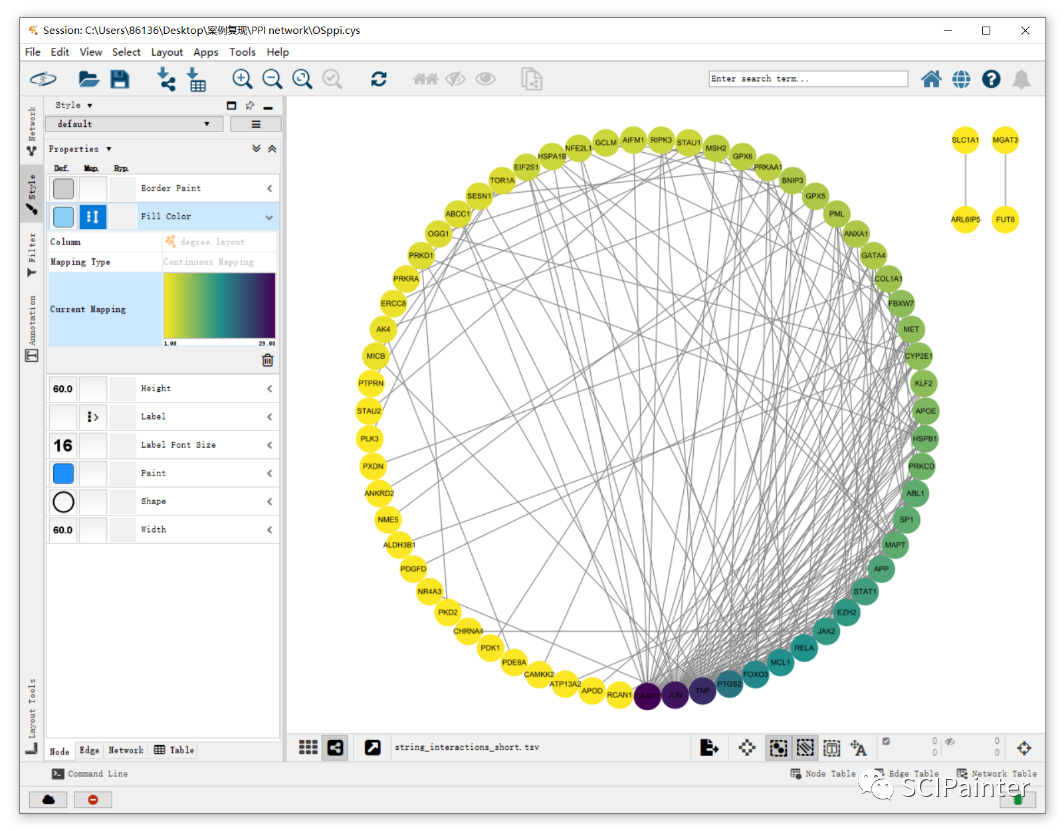 Session: C:\Users\86136\Desktop\案例复现\PPI network\OSppi.cys
File Edit View Select Layout Apps Tools Help
Enter search term...
Network
Style
Filter
Annotation
Layout Tools
Style
default
Properties
Def. Map. Byp.
Border Paint
Fill Color
Column degree.layout
Mapping Type Continuous Mapping
Current Mapping
1.00 29.00
60.0 Height
Label
16 Label Font Size
Paint
Shape
60.0 Width
Node Edge Network Table
SLC1A1
MGAT3
ARL6IP5
FUT8
GCLM
AIFM1
RIPK3
STAU1
MSH2
GPX6
PRKAA1
BNIP3
GPX5
PML
ANXA1
GATA4
COL1A1
FBXW7
MET
CYP2E1
KLF2
APOE
HSPB1
PRKCD
ABL1
SP1
MAPT
APP
STAT1
EZH2
JAK2
RELA
MCL1
FOXO3
PTGS2
TNF
JUN
RCAN1
APOD
ATP13A2
CAMKK2
PDE8A
PDK1
CHRNA4
PKD2
NR4A3
PDGFD
ALDH3B1
NME5
ANKRD2
PXDN
PLK3
STAU2
PTPRN
MICB
AK4
ERCC8
PRKRA
PRKD1
OGG1
ABCC1
SESN1
TOR1A
EIF2S1
HSPA1B
NFE2L1
string_interactions_short.tsv
0 0
0 0
Command Line
Node Table Edge Table Network Table
SCIPainter